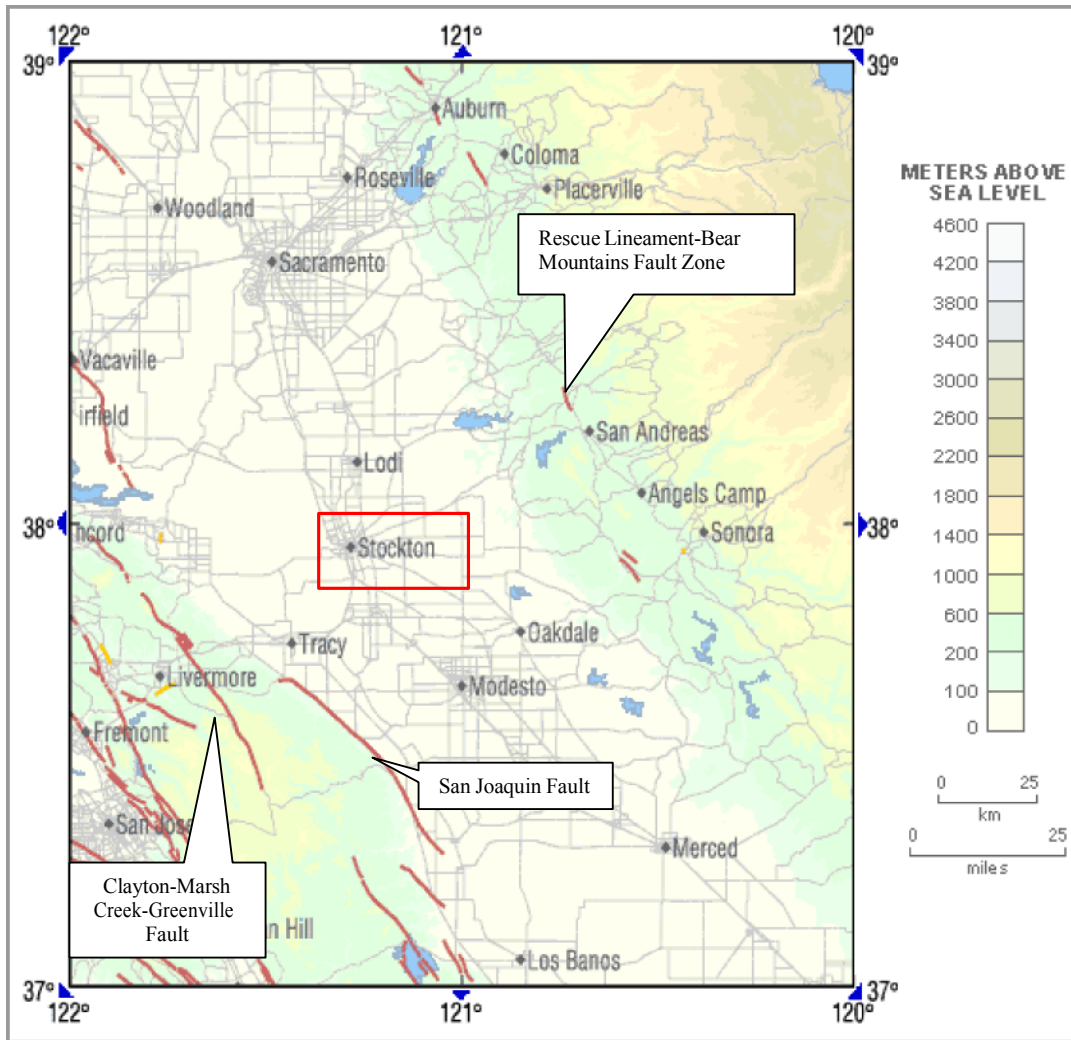 122°
121°
120°
39°
39°
Auburn
Coloma
Roseville
Placerville
Woodland
Sacramento
Rescue Lineament-Bear
Mountains Fault Zone
METERS ABOVE
SEA LEVEL
4600
4200
3800
3400
3000
2600
2200
1800
1400
1000
600
200
100
0
Vacaville
irfield
San Andreas
Lodi
Angels Camp
38°
38°
ncord
Stockton
Sonora
Tracy
Oakdale
Livermore
Modesto
Fremont
San Joaquin Fault
San Jose
Merced
Clayton-Marsh
Creek-Greenville
Fault
an Hill
Los Banos
0 25
km
0 25
miles
37°
37°
122°
121°
120°